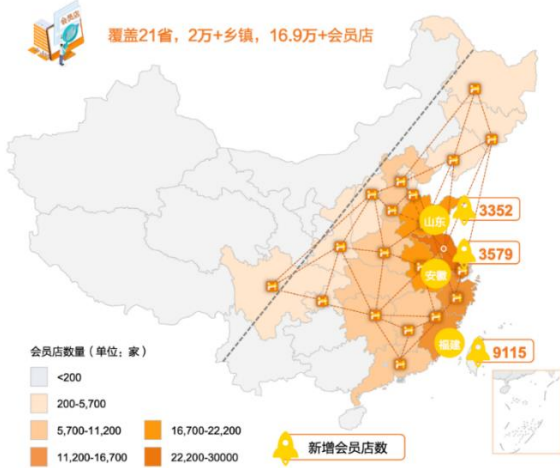 会员店
覆盖21省，2万+乡镇，16.9万+会员店
山东
3352
3579
安徽
福建
9115
会员店数量（单位：家）
<200
200-5,700
5,700-11,200
16,700-22,200
11,200-16,700
22,200-30000
新增会员店数